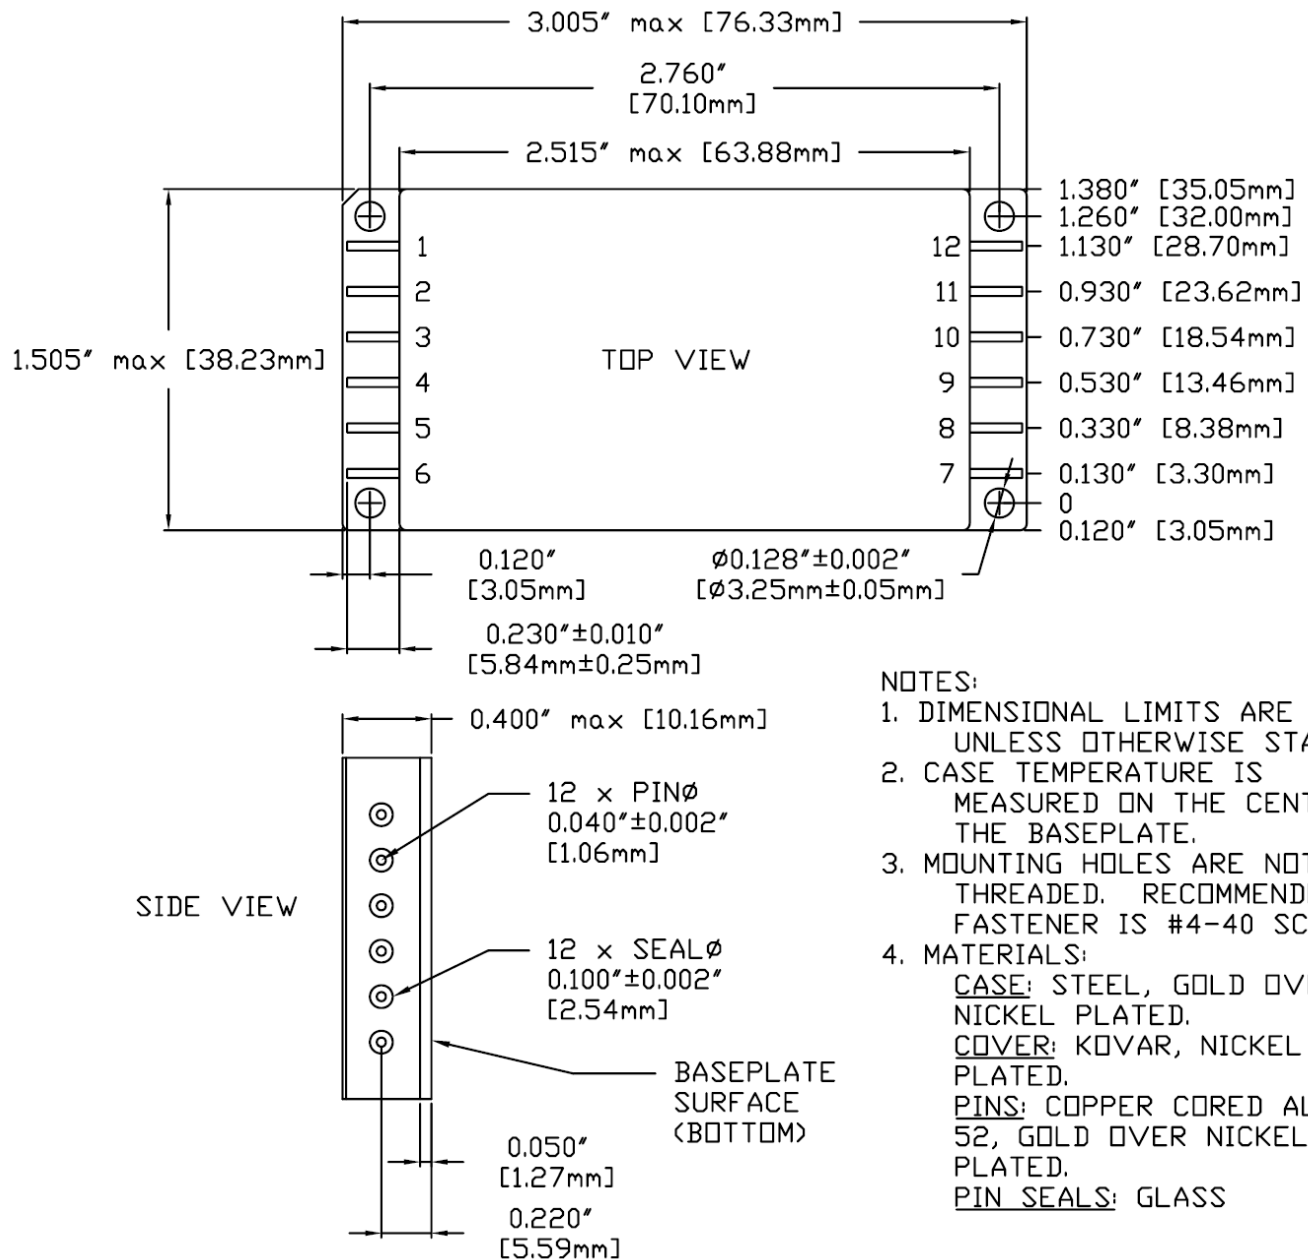 3.005" max [76.33mm]
2.760"
[70.10mm]
2.515" max [63.88mm]
1.380" [35.05mm]
1.260" [32.00mm]
1 12 1.130" [28.70mm]
2 11 0.930" [23.62mm]
1.505" max [38.23mm] 3 TOP VIEW 10 0.730" [18.54mm]
4 9 0.530" [13.46mm]
5 8 0.330" [8.38mm]
6 7 0.130" [3.30mm]
0
0.120" [3.05mm]
0.120"
[3.05mm]
Ø0.128"±0.002"
[Ø3.25mm±0.05mm]
0.230"±0.010"
[5.84mm±0.25mm]
0.400" max [10.16mm]
12 x PINØ
0.040"±0.002"
[1.06mm]
SIDE VIEW
12 x SEALØ
0.100"±0.002"
[2.54mm]
BASEPLATE
SURFACE
(BOTTOM)
0.050"
[1.27mm]
0.220"
[5.59mm]
NOTES:
1. DIMENSIONAL LIMITS ARE
UNLESS OTHERWISE
2. CASE TEMPERATURE IS
MEASURED ON THE
THE BASEPLATE.
3. MOUNTING HOLES ARE NOT
THREADED.
FASTENER IS #4-40
4. MATERIALS:
CASE: STEEL, GOLD
NICKEL PLATED.
COVER: KOVAR, NICKEL
PLATED.
PINS: COPPER CORED
52, GOLD OVER NICKEL
PLATED.
PIN SEALS: GLASS